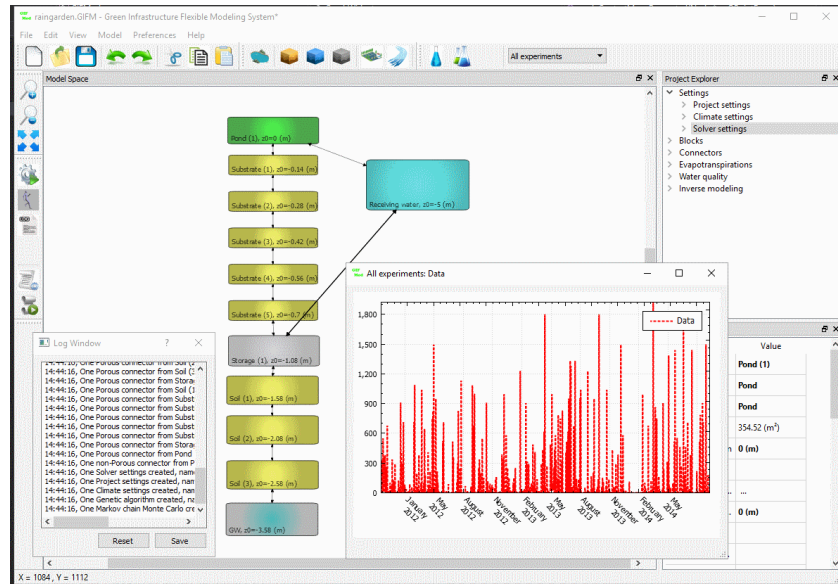 raingarden.GIFM - Green Infrastructure Flexible Modeling System*
File Edit View Model Preferences Help
All experiments
Model Space
Project Explorer
Settings
Project settings
Climate settings
Solver settings
Blocks
Connectors
Evapotranspirations
Water quality
Inverse modeling
Pond (1), z0=0 (m)
Substrate (1), z0=-0.14 (m)
Substrate (2), z0=-0.28 (m)
Substrate (3), z0=-0.42 (m)
Substrate (4), z0=-0.56 (m)
Substrate (5), z0=-0.7 (m)
Storage (1), z0=-1.08 (m)
Soil (1), z0=-1.58 (m)
Soil (2), z0=-2.08 (m)
Soil (3), z0=-2.58 (m)
GW, z0=-3.58 (m)
Receiving water, z0=-5 (m)
All experiments: Data
Data
1,800
1,500
1,200
900
600
300
0
January 2012
May 2012
August 2012
November 2012
February 2013
May 2013
August 2013
November 2013
February 2014
May 2014
Log Window
14:44:16, One Porous connector from Soil (2
14:44:16, One Porous connector from Soil (3
14:44:16, One Porous connector from Storag
14:44:16, One Porous connector from Soil (1
14:44:16, One Porous connector from Subst
14:44:16, One Porous connector from Subst
14:44:16, One Porous connector from Subst
14:44:16, One Porous connector from Subst
14:44:16, One Porous connector from Storag
14:44:16, One Porous connector from Pond
14:44:16, One non-Porous connector from P
14:44:16, One Solver settings created, nam
14:44:16, One Project settings created, nam
14:44:16, One Climate settings created, nam
14:44:16, One Genetic algorithm created, na
14:44:16, One Markov chain Monte Carlo cre
Reset Save
Value
Pond (1)
Pond
Pond
354.52 (m²)
0 (m)
...
0 (m)
X = 1084, Y = 1112